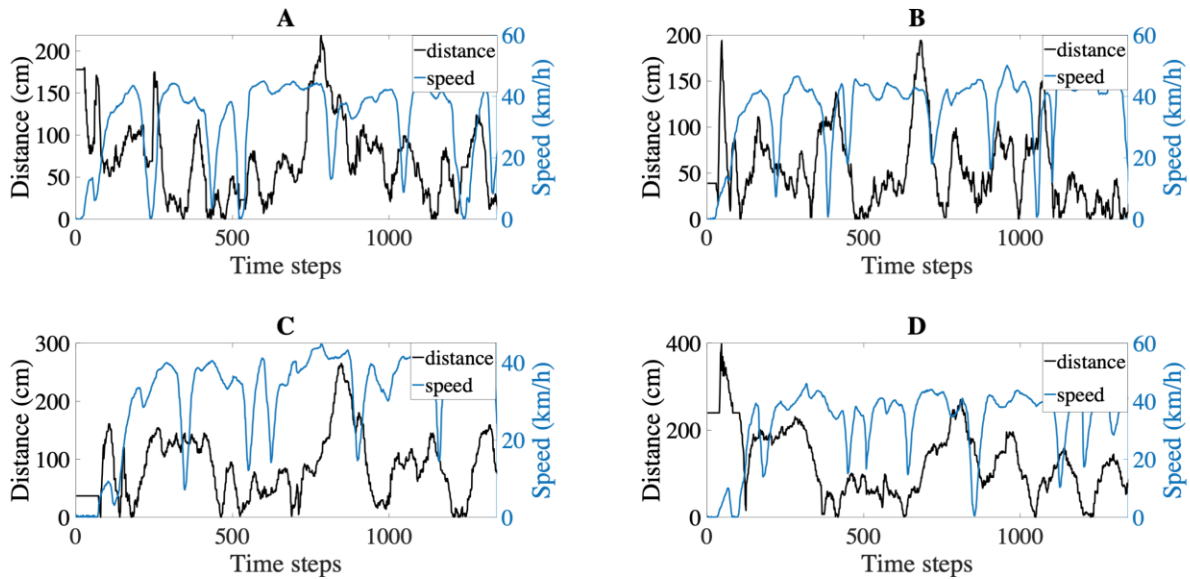 A
Distance (cm)
200
150
100
50
0
0
500
1000
Time steps
60
40
20
0
Speed (km/h)
distance
speed
B
Distance (cm)
200
150
100
50
0
0
500
1000
Time steps
60
40
20
0
Speed (km/h)
distance
speed
C
Distance (cm)
300
200
100
0
0
500
1000
Time steps
40
20
0
Speed (km/h)
distance
speed
D
Distance (cm)
400
200
0
0
500
1000
Time steps
60
40
20
0
Speed (km/h)
distance
speed